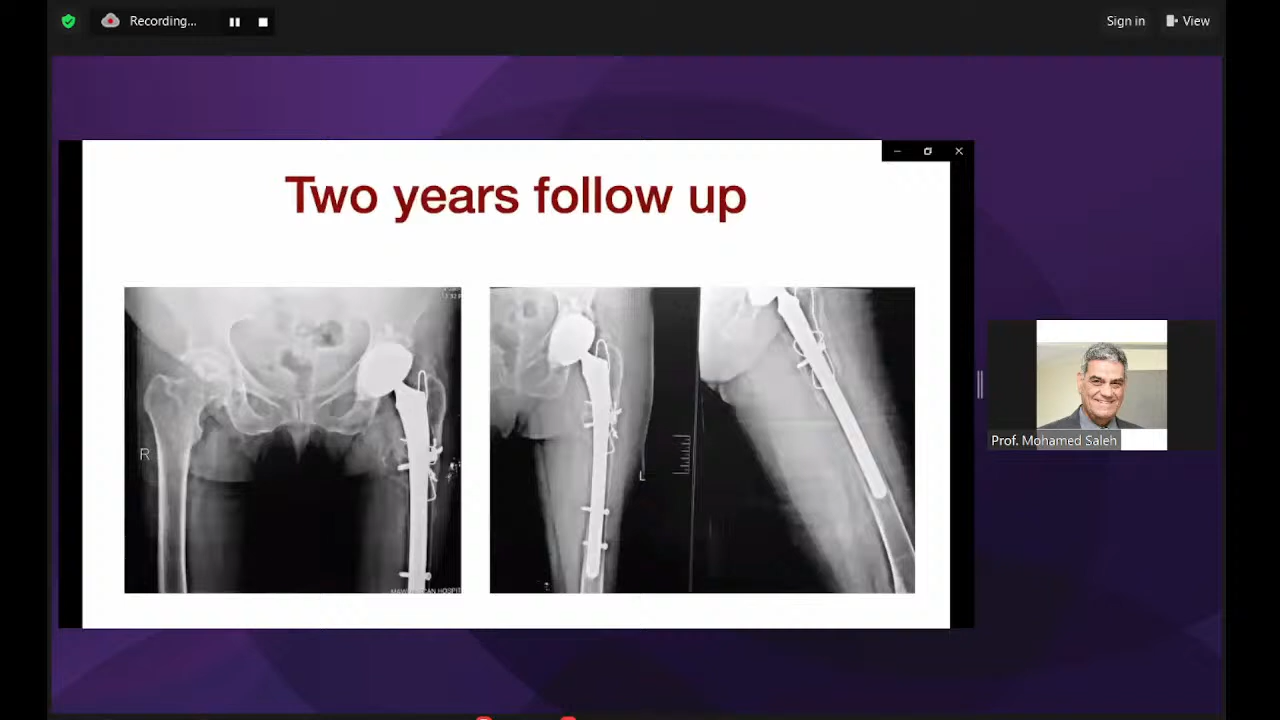 Recording...
Sign in
View
Two years follow up
R
L
Prof. Mohamed Saleh